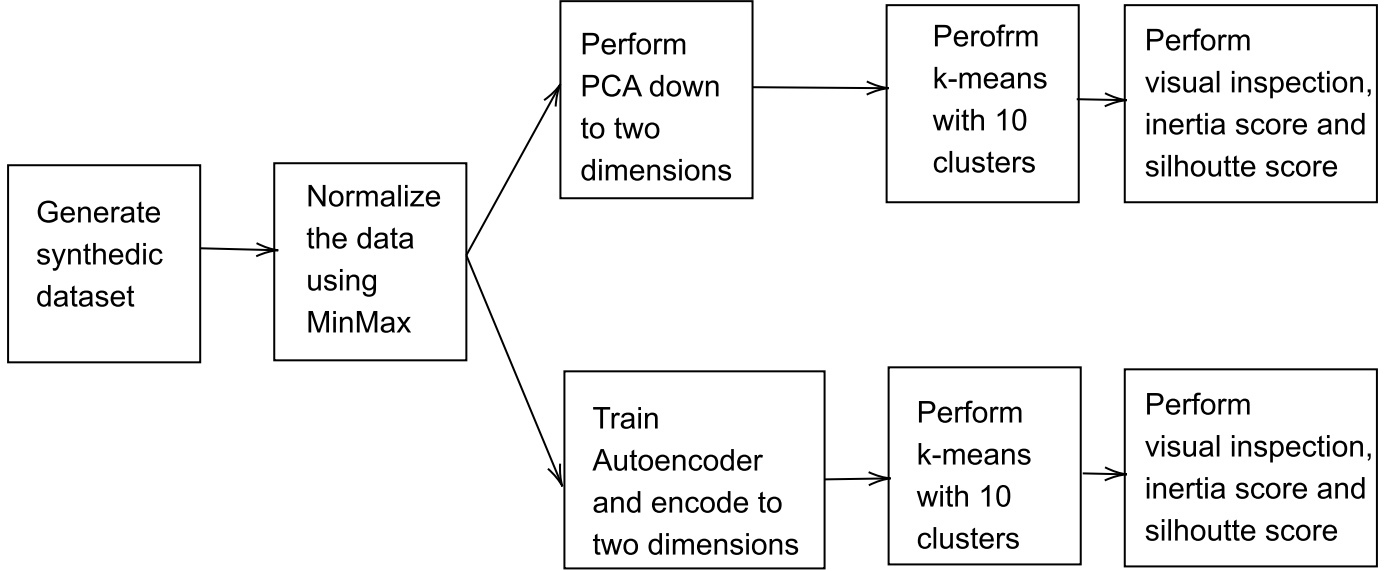 Generate
synthedic
dataset
Normalize
the data
using
MinMax
Perform
PCA down
to two
dimensions
Perofrm
k-means
with 10
clusters
Perform
visual inspection,
inertia score and
silhoutte score
Train
Autoencoder
and encode to
two dimensions
Perform
k-means
with 10
clusters
Perform
visual inspection,
inertia score and
silhoutte score